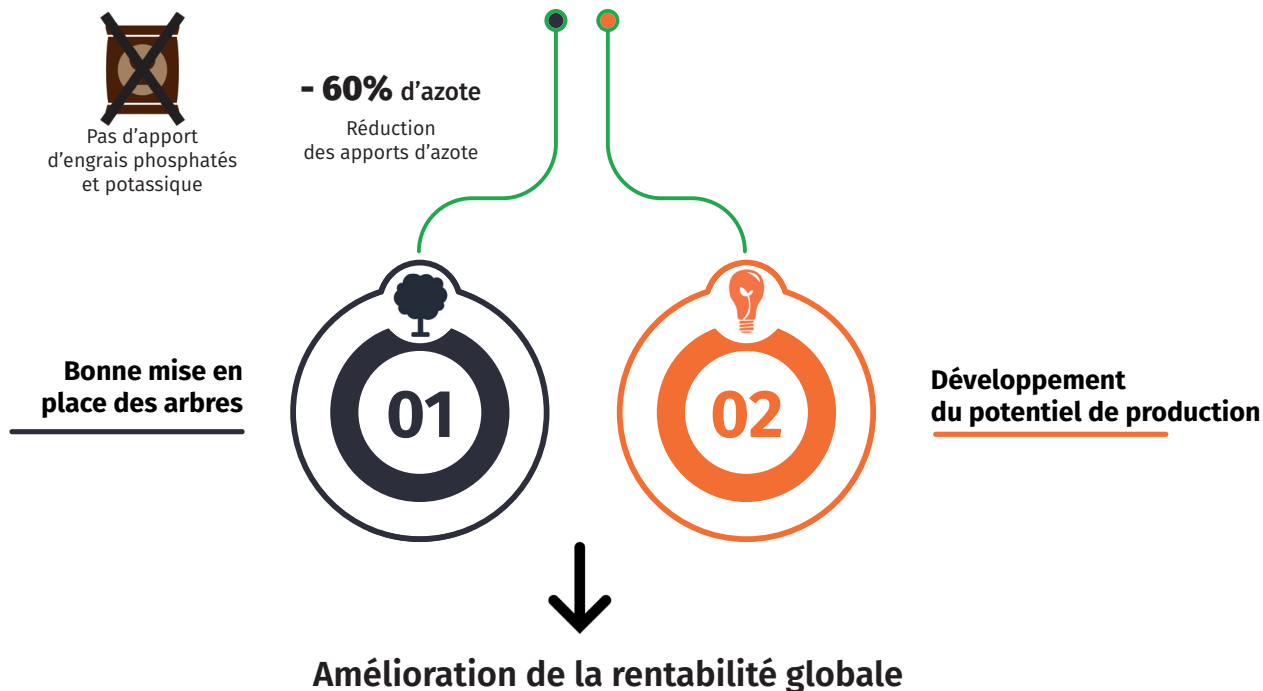 Pas d'apport
d'engrais phosphatés
et potassique
- 60% d'azote
Réduction
des apports d'azote
Bonne mise en
place des arbres
01
02
Développement
du potentiel de production
Amélioration de la rentabilité globale